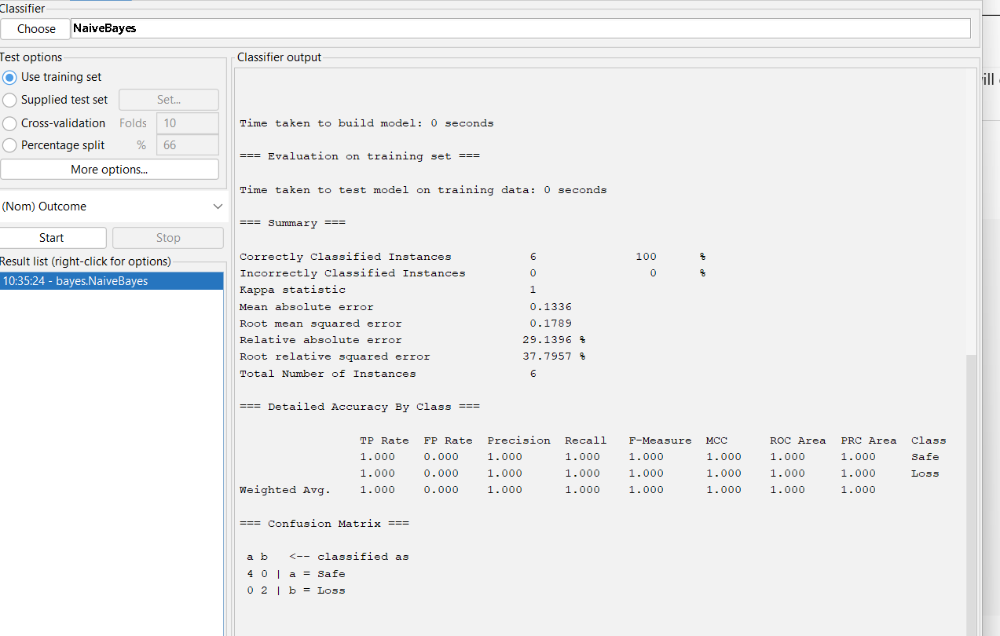 Classifier
Choose NaiveBayes
Test options
Use training set
Supplied test set Set...
Cross-validation Folds 10
Percentage split % 66
More options...
(Nom) Outcome
Start Stop
Result list (right-click for options)
10:35:24 - bayes.NaiveBayes
Classifier output
Time taken to build model: 0 seconds
=== Evaluation on training set ===
Time taken to test model on training data: 0 seconds
=== Summary ===
Correctly Classified Instances 6 100 %
Incorrectly Classified Instances 0 0 %
Kappa statistic 1
Mean absolute error 0.1336
Root mean squared error 0.1789
Relative absolute error 29.1396 %
Root relative squared error 37.7957 %
Total Number of Instances 6
=== Detailed Accuracy By Class ===
TP Rate FP Rate Precision Recall F-Measure MCC ROC Area PRC Area Class
1.000 0.000 1.000 1.000 1.000 1.000 1.000 1.000 Safe
1.000 0.000 1.000 1.000 1.000 1.000 1.000 1.000 Loss
Weighted Avg. 1.000 0.000 1.000 1.000 1.000 1.000 1.000 1.000
=== Confusion Matrix ===
a b <-- classified as
4 0 | a = Safe
0 2 | b = Loss